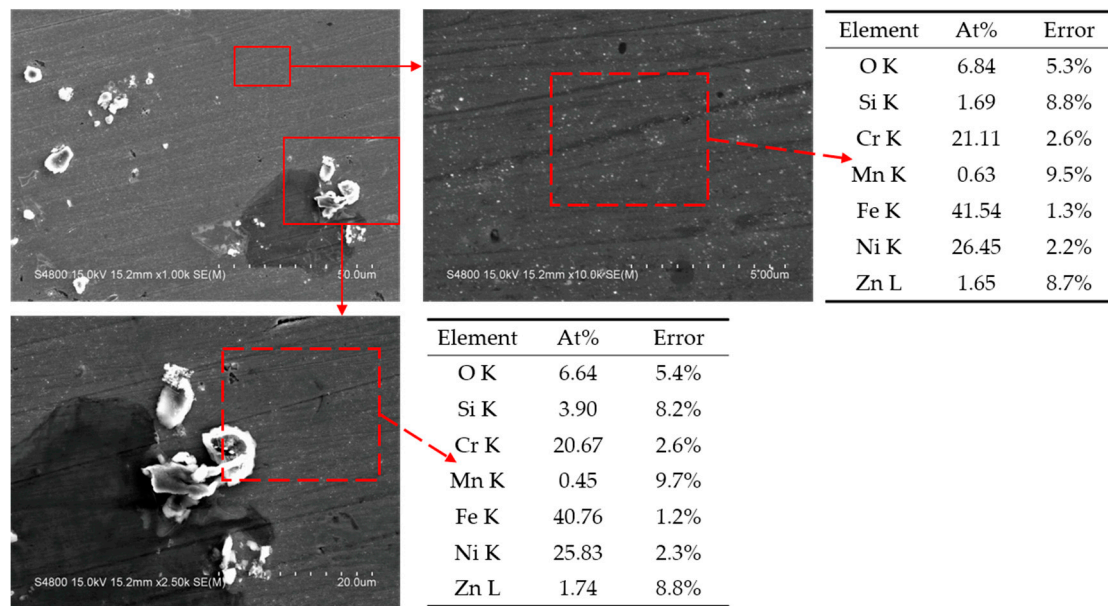 S4800 15.0kV 15.2mm x1.00k SE(M) 50.0um
S4800 15.0kV 15.2mm x10.0k SE(M) 5.00um
Element At% Error
O K 6.84 5.3%
Si K 1.69 8.8%
Cr K 21.11 2.6%
Mn K 0.63 9.5%
Fe K 41.54 1.3%
Ni K 26.45 2.2%
Zn L 1.65 8.7%
S4800 15.0kV 15.2mm x2.50k SE(M) 20.0um
Element At% Error
O K 6.64 5.4%
Si K 3.90 8.2%
Cr K 20.67 2.6%
Mn K 0.45 9.7%
Fe K 40.76 1.2%
Ni K 25.83 2.3%
Zn L 1.74 8.8%